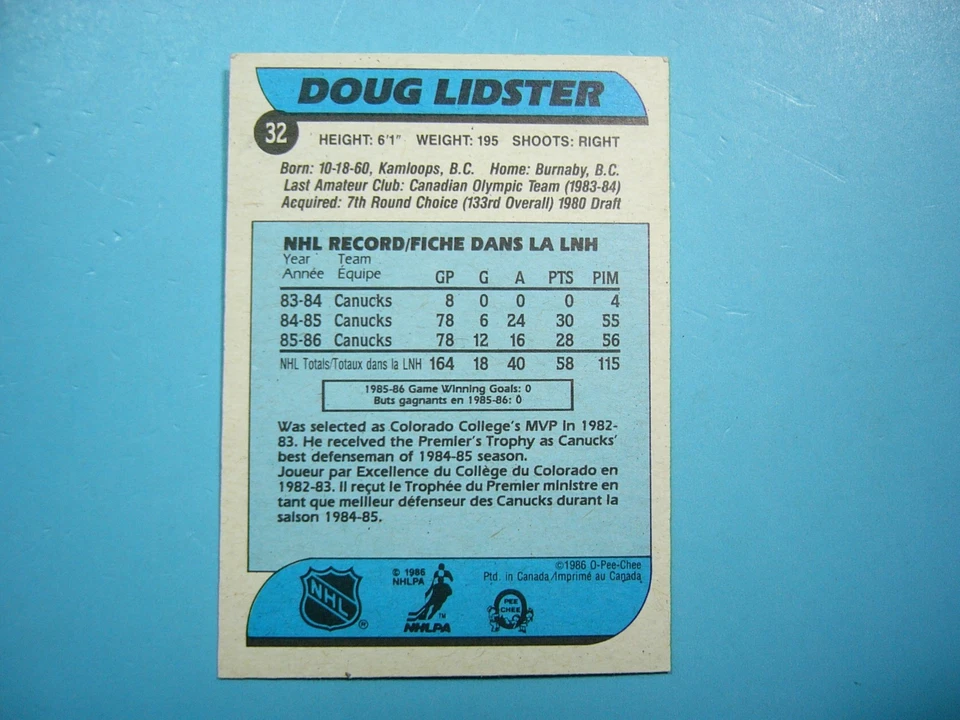 DOUG LIDSTER
32
HEIGHT: 6'1" WEIGHT: 195 SHOOTS: RIGHT
Born: 10-18-60, Kamloops, B.C. Home: Burnaby, B.C.
Last Amateur Club: Canadian Olympic Team (1983-84)
Acquired: 7th Round Choice (133rd Overall) 1980 Draft
NHL RECORD/FICHE DANS LA LNH
Year Team
Année Équipe GP G A PTS PIM
83-84 Canucks 8 0 0 0 4
84-85 Canucks 78 6 24 30 55
85-86 Canucks 78 12 16 28 56
NHL Totals/Totaux dans la LNH 164 18 40 58 115
1985-86 Game Winning Goals: 0
Buts gagnants en 1985-86: 0
Was selected as Colorado College's MVP in 1982-
83. He received the Premier's Trophy as Canucks'
best defenseman of 1984-85 season.
Joueur par Excellence du Collège du Colorado en
1982-83. Il reçut le Trophée du Premier ministre en
tant que meilleur défenseur des Canucks durant la
saison 1984-85.
©1986 O-Pee-Chee
Ptd. in Canada/Imprimé au Canada
© 1986
NHLPA
NHL ®
NHLPA ™
PEE
CHEE